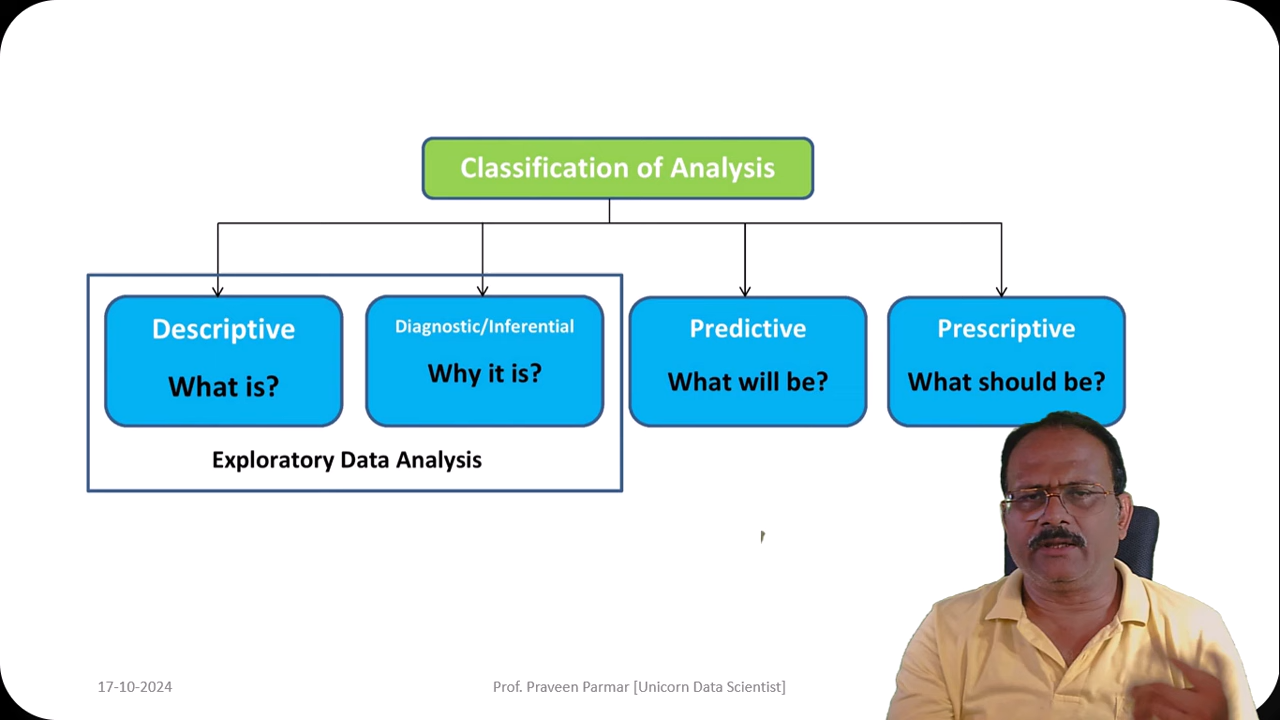 Classification of Analysis
Descriptive
What is?
Diagnostic/Inferential
Why it is?
Predictive
What will be?
Prescriptive
What should be?
Exploratory Data Analysis
17-10-2024
Prof. Praveen Parmar [Unicorn Data Scientist]